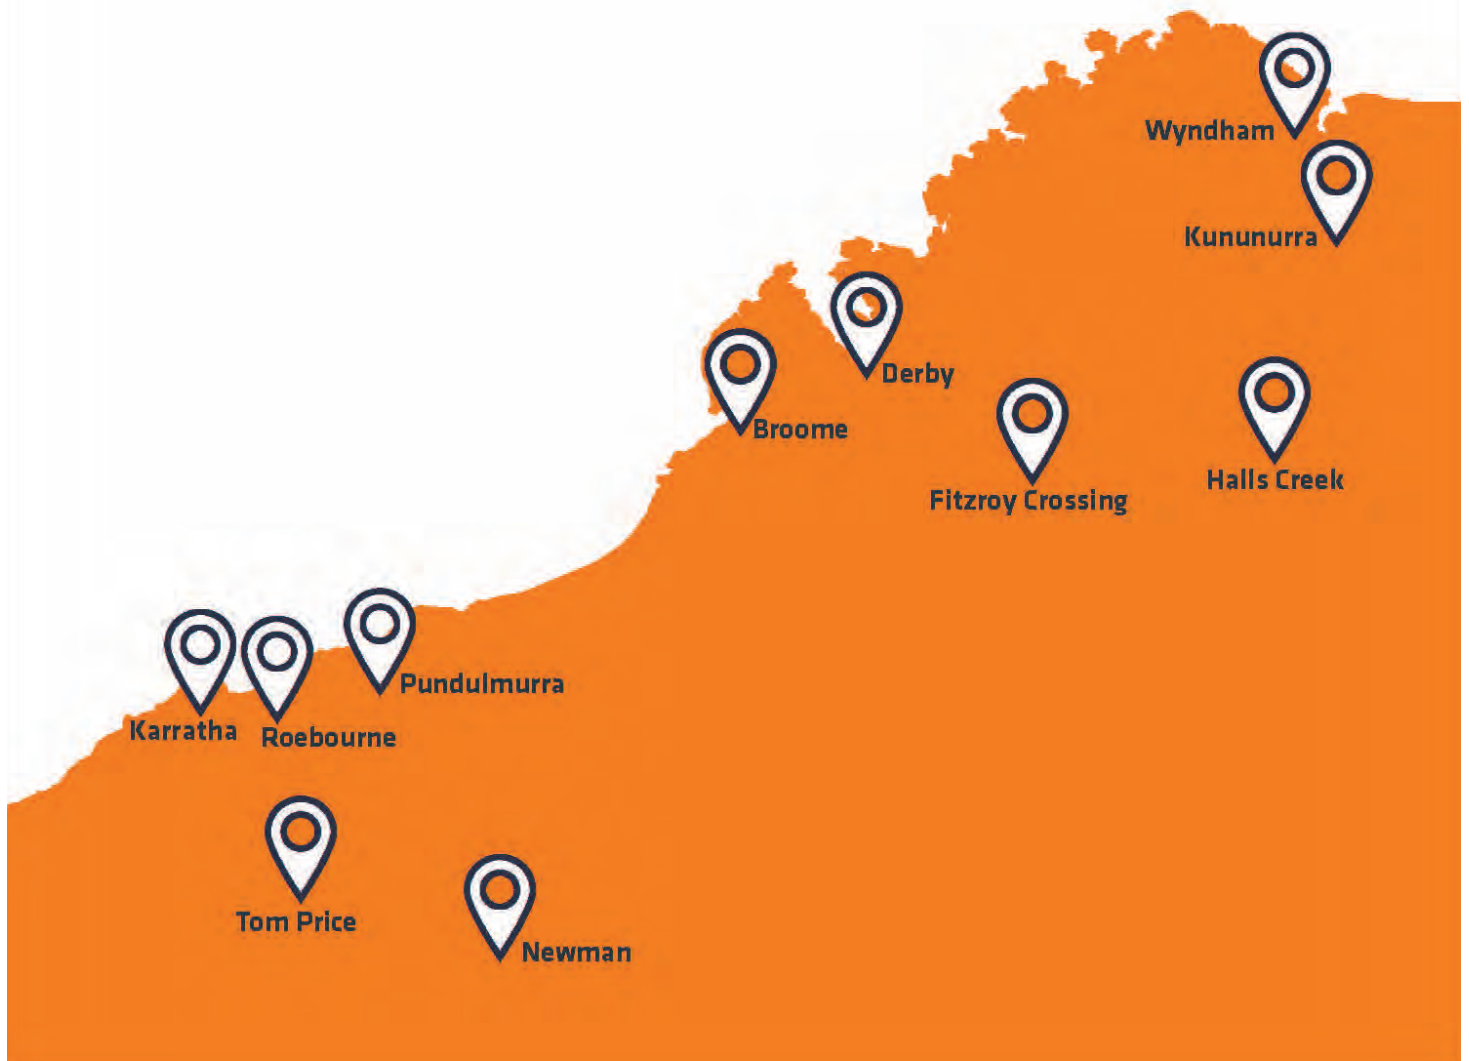 Wyndham
Kununurra
Derby
Broome
Fitzroy Crossing
Halls Creek
Pundulmurra
Karratha
Roebourne
Tom Price
Newman